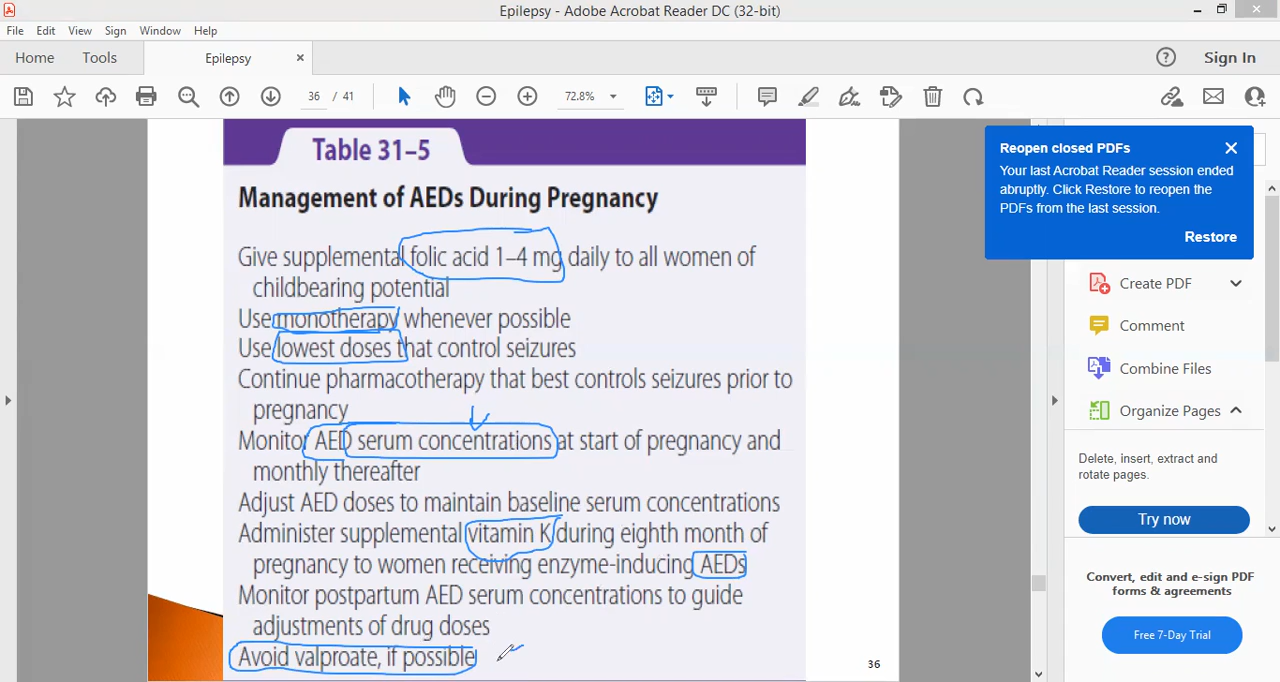 Epilepsy - Adobe Acrobat Reader DC (32-bit)
File Edit View Sign Window Help
Home Tools Epilepsy × ? Sign In
36 / 41 72.8%
Reopen closed PDFs
Your last Acrobat Reader session ended
abruptly. Click Restore to reopen the
PDFs from the last session.
Restore
Table 31–5
Management of AEDs During Pregnancy
Give supplemental folic acid 1–4 mg daily to all women of
childbearing potential
Use monotherapy whenever possible
Use lowest doses that control seizures
Continue pharmacotherapy that best controls seizures prior to
pregnancy
Monitor AED serum concentrations at start of pregnancy and
monthly thereafter
Adjust AED doses to maintain baseline serum concentrations
Administer supplemental vitamin K during eighth month of
pregnancy to women receiving enzyme-inducing AEDs
Monitor postpartum AED serum concentrations to guide
adjustments of drug doses
Avoid valproate, if possible
36
Create PDF
Comment
Combine Files
Organize Pages
Delete, insert, extract and
rotate pages.
Try now
Convert, edit and e-sign PDF
forms & agreements
Free 7-Day Trial